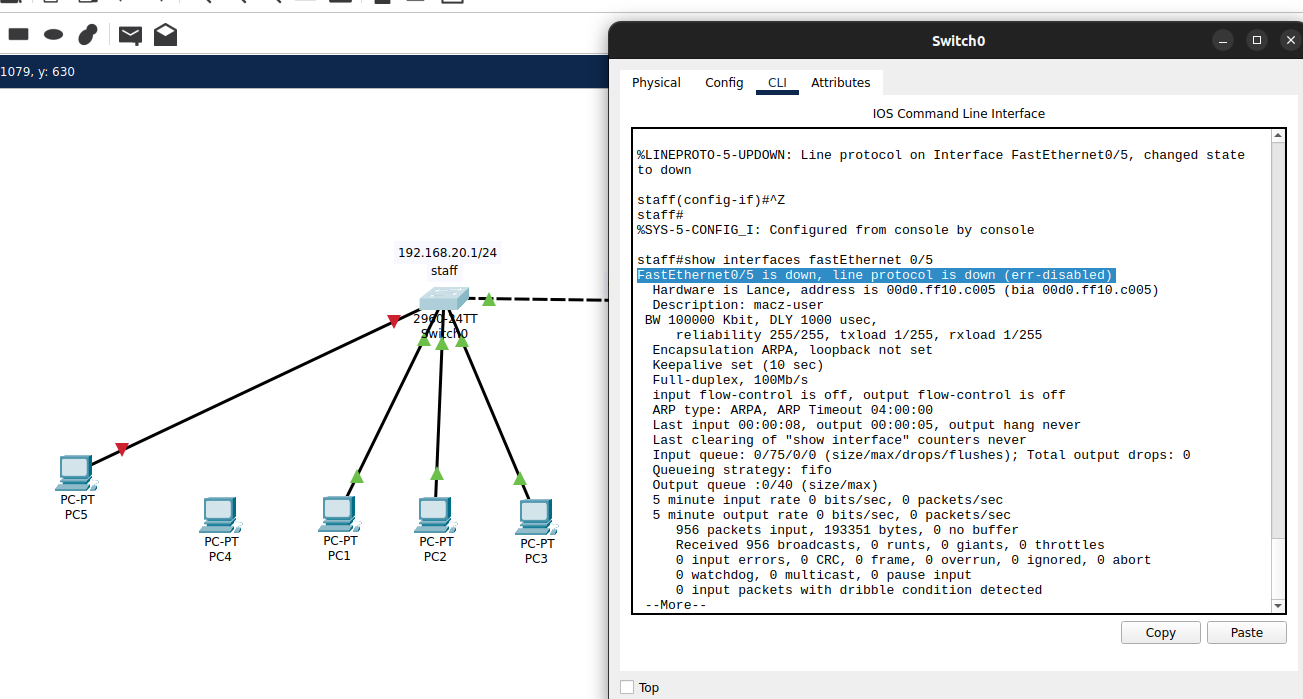 1079, y: 630
Switch0
Physical Config CLI Attributes
IOS Command Line Interface
%LINEPROTO-5-UPDOWN: Line protocol on Interface FastEthernet0/5, changed state
to down
staff(config-if)#^Z
staff#
%SYS-5-CONFIG_I: Configured from console by console
staff#show interfaces fastEthernet 0/5
FastEthernet0/5 is down, line protocol is down (err-disabled)
Hardware is Lance, address is 00d0.ff10.c005 (bia 00d0.ff10.c005)
Description: macz-user
BW 100000 Kbit, DLY 1000 usec,
reliability 255/255, txload 1/255, rxload 1/255
Encapsulation ARPA, loopback not set
Keepalive set (10 sec)
Full-duplex, 100Mb/s
input flow-control is off, output flow-control is off
ARP type: ARPA, ARP Timeout 04:00:00
Last input 00:00:08, output 00:00:05, output hang never
Last clearing of "show interface" counters never
Input queue: 0/75/0/0 (size/max/drops/flushes); Total output drops: 0
Queueing strategy: fifo
Output queue :0/40 (size/max)
5 minute input rate 0 bits/sec, 0 packets/sec
5 minute output rate 0 bits/sec, 0 packets/sec
956 packets input, 193351 bytes, 0 no buffer
Received 956 broadcasts, 0 runts, 0 giants, 0 throttles
0 input errors, 0 CRC, 0 frame, 0 overrun, 0 ignored, 0 abort
0 watchdog, 0 multicast, 0 pause input
0 input packets with dribble condition detected
--More--
Copy Paste
Top
192.168.20.1/24
staff
2960-24TT
Switch0
PC-PT
PC5
PC-PT
PC4
PC-PT
PC1
PC-PT
PC2
PC-PT
PC3